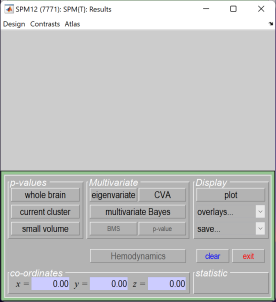 SPM12 (7771): SPM{T}: Results
Design Contrasts Atlas
p-values Multivariate Display
whole brain eigenvariate CVA plot
current cluster multivariate Bayes overlays...
small volume BMS p-value save...
Hemodynamics clear exit
co-ordinates statistic
x = 0.00 y = 0.00 z = 0.00